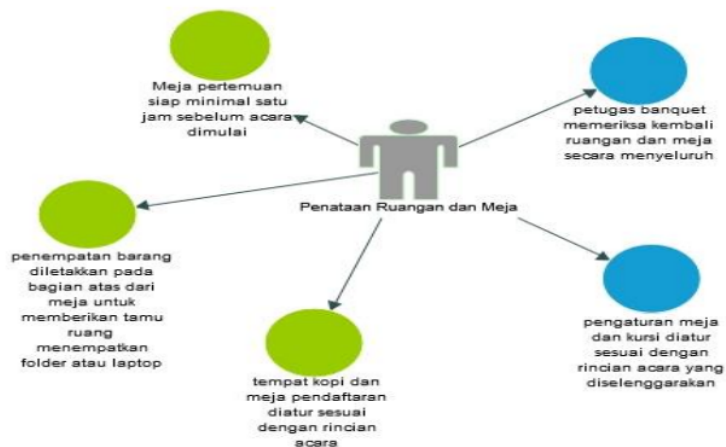 Meja pertemuan
siap minimal satu
jam sebelum acara
dimulai
petugas banquet
memeriksa kembali
ruangan dan meja
secara menyeluruh
Penataan Ruangan dan Meja
penempatan barang
diletakkan pada
bagian atas dari
meja untuk
memberikan tamu
ruang
menempatkan
folder atau laptop
tempat kopi dan
meja pendaftaran
diatur sesuai
dengan rincian
acara
pengaturan meja
dan kursi diatur
sesuai dengan
rincian acara yang
diselenggarakan